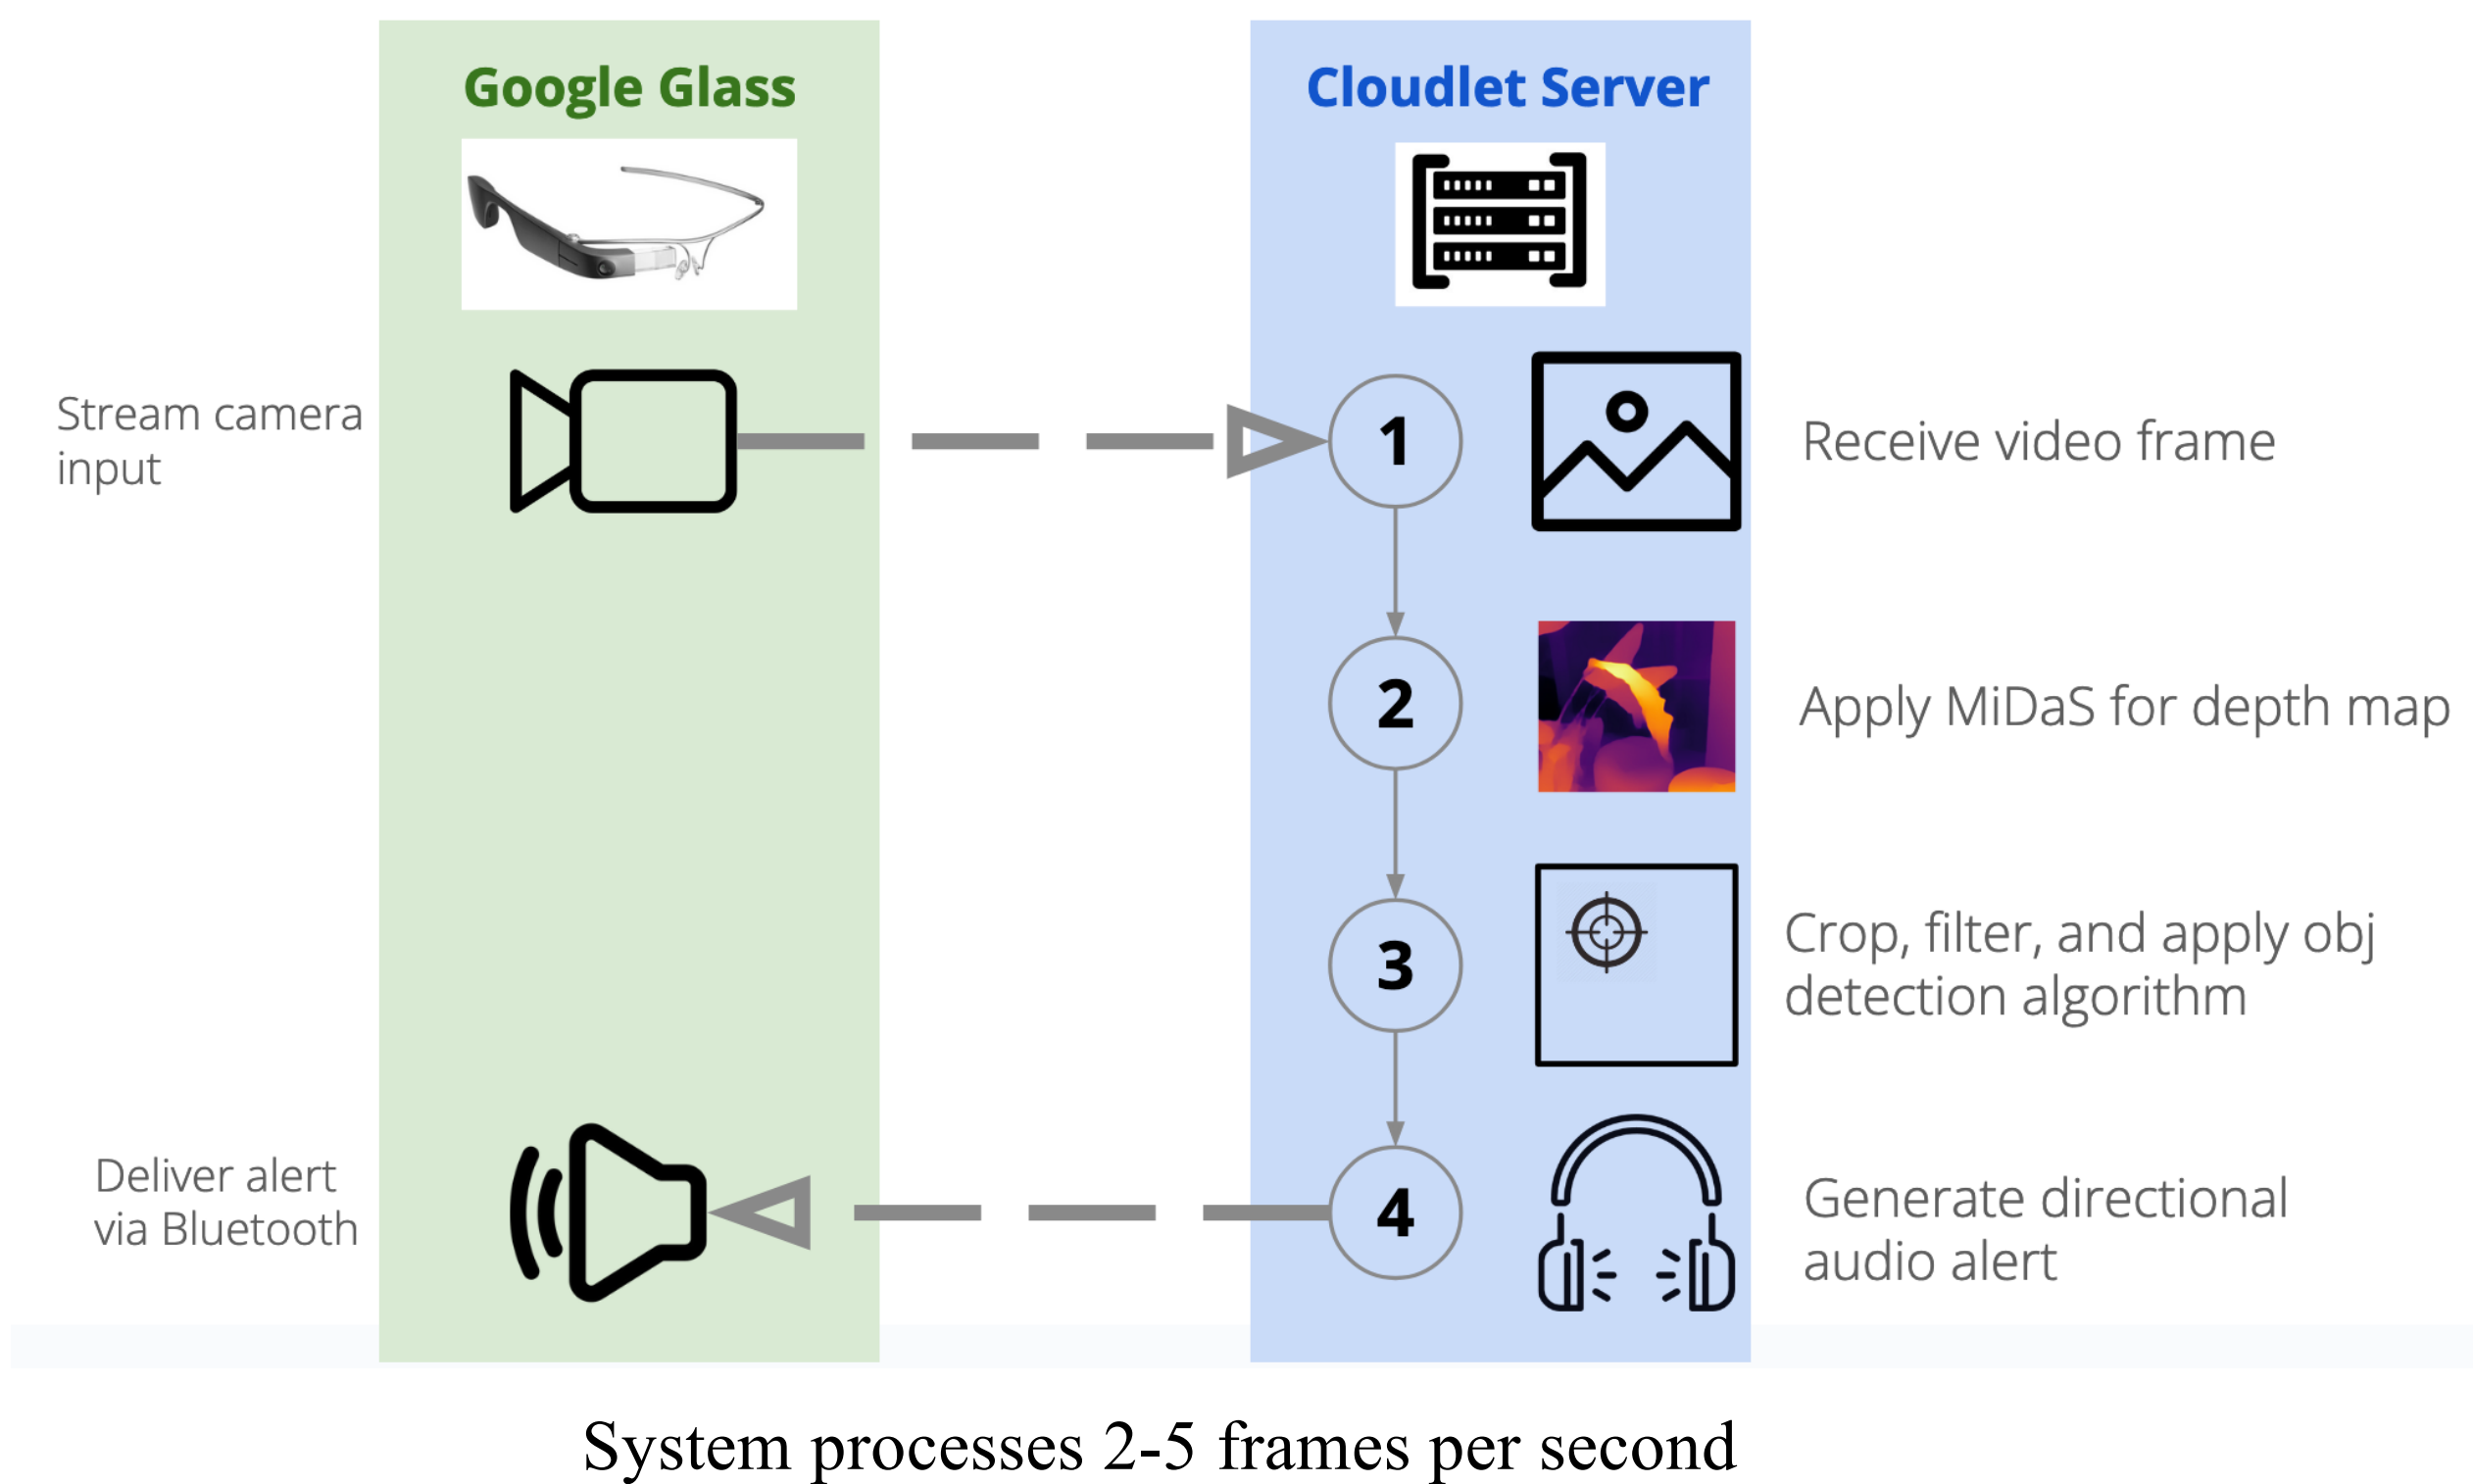 Google Glass
Cloudlet Server
Stream camera
input
1
Receive video frame
2
Apply MiDaS for depth map
3
Crop, filter, and apply obj
detection algorithm
Deliver alert
via Bluetooth
4
Generate directional
audio alert
System processes 2-5 frames per second